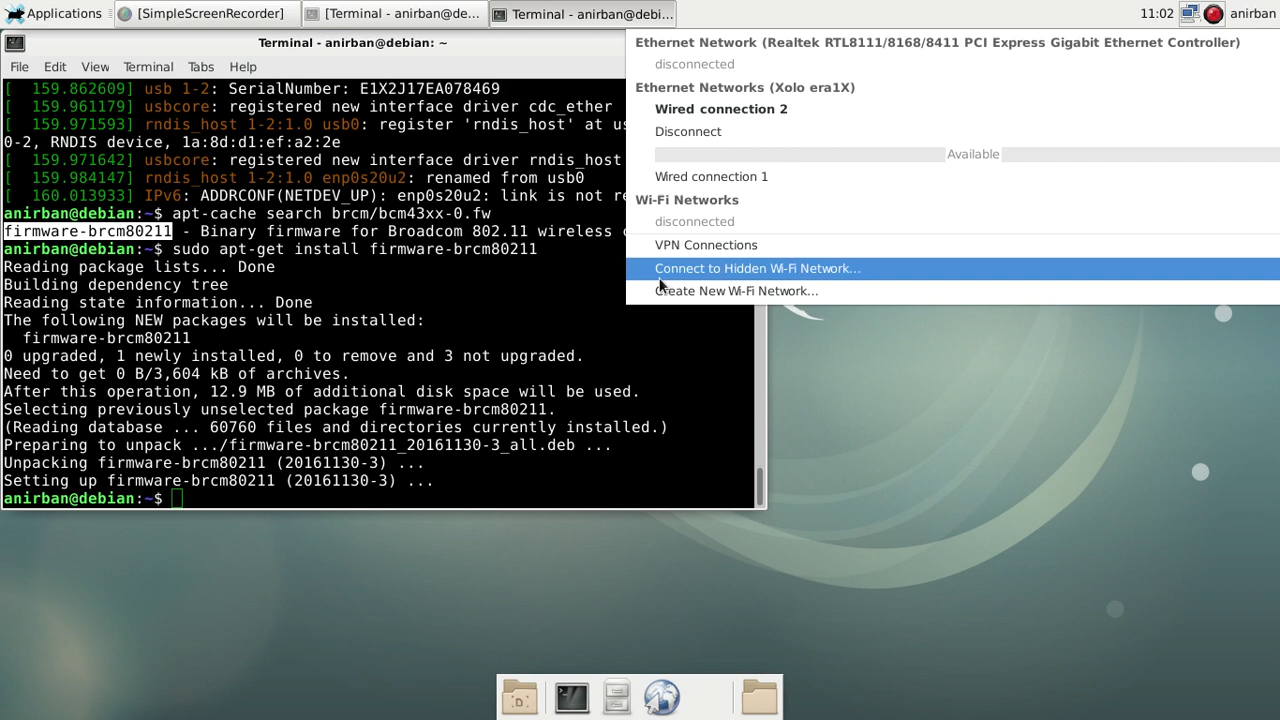 Applications
[SimpleScreenRecorder]
[Terminal - anirban@de...
Terminal - anirban@debi...
11:02
anirban
Terminal - anirban@debian: ~
File Edit View Terminal Tabs Help
[  159.862609] usb 1-2: SerialNumber: E1X2J17EA078469
[  159.961179] usbcore: registered new interface driver cdc_ether
[  159.971593] rndis_host 1-2:1.0 usb0: register 'rndis_host' at us
0-2, RNDIS device, 1a:8d:d1:ef:a2:2e
[  159.971642] usbcore: registered new interface driver rndis_host
[  159.984147] rndis_host 1-2:1.0 enp0s20u2: renamed from usb0
[  160.013933] IPv6: ADDRCONF(NETDEV_UP): enp0s20u2: link is not re
anirban@debian:~$ apt-cache search brcm/bcm43xx-0.fw
firmware-brcm80211 - Binary firmware for Broadcom 802.11 wireless c
anirban@debian:~$ sudo apt-get install firmware-brcm80211
Reading package lists... Done
Building dependency tree
Reading state information... Done
The following NEW packages will be installed:
  firmware-brcm80211
0 upgraded, 1 newly installed, 0 to remove and 3 not upgraded.
Need to get 0 B/3,604 kB of archives.
After this operation, 12.9 MB of additional disk space will be used.
Selecting previously unselected package firmware-brcm80211.
(Reading database ... 60760 files and directories currently installed.)
Preparing to unpack .../firmware-brcm80211_20161130-3_all.deb ...
Unpacking firmware-brcm80211 (20161130-3) ...
Setting up firmware-brcm80211 (20161130-3) ...
anirban@debian:~$
Ethernet Network (Realtek RTL8111/8168/8411 PCI Express Gigabit Ethernet Controller)
disconnected
Ethernet Networks (Xolo era1X)
Wired connection 2
Disconnect
Available
Wired connection 1
Wi-Fi Networks
disconnected
VPN Connections
Connect to Hidden Wi-Fi Network...
Create New Wi-Fi Network...